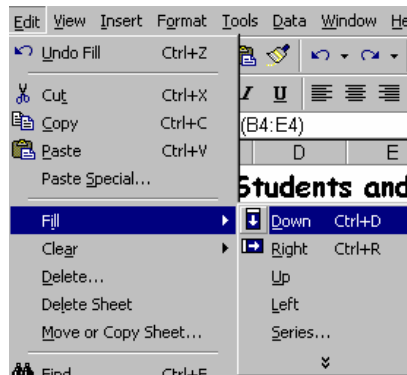 Edit View Insert Format Tools Data Window He
Undo Fill Ctrl+Z
Cut Ctrl+X
I U
Copy Ctrl+C
(B4:E4)
Paste Ctrl+V
D E
Paste Special...
Students and
Fill
Down Ctrl+D
Clear
Right Ctrl+R
Delete...
Up
Delete Sheet
Left
Move or Copy Sheet...
Series...
Find... Ctrl+F